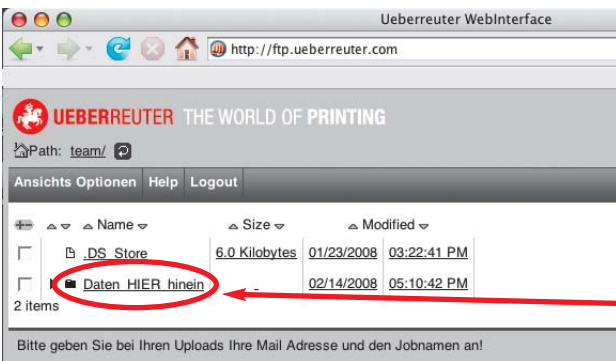 Ueberreuter WebInterface
http://ftp.ueberreuter.com
UEBERREUTER THE WORLD OF PRINTING
Path: team/
Ansichts Optionen Help Logout
Name Size Modified
.DS_Store 6.0 Kilobytes 01/23/2008 03:22:41 PM
Daten_HIER_hinein - 02/14/2008 05:10:42 PM
2 items
Bitte geben Sie bei Ihren Uploads Ihre Mail Adresse und den Jobnamen an!